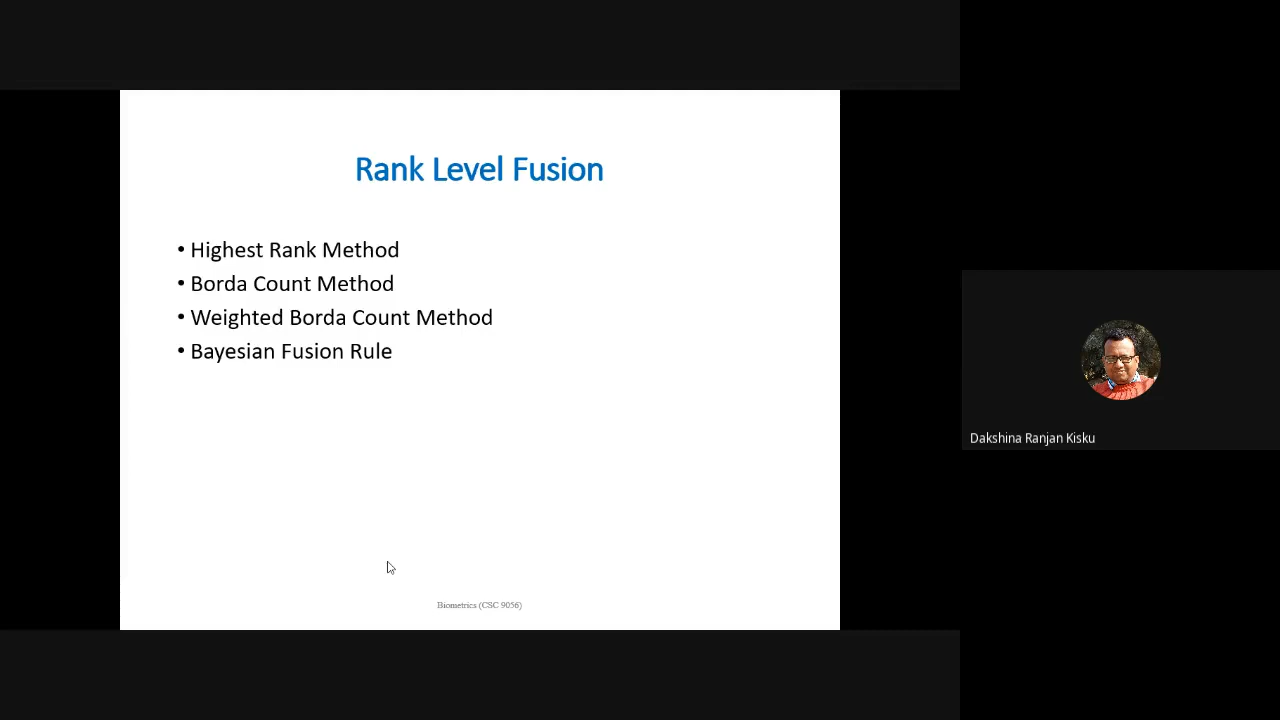 Rank Level Fusion
• Highest Rank Method
• Borda Count Method
• Weighted Borda Count Method
• Bayesian Fusion Rule
Biometrics (CSC 9056)
Dakshina Ranjan Kisku